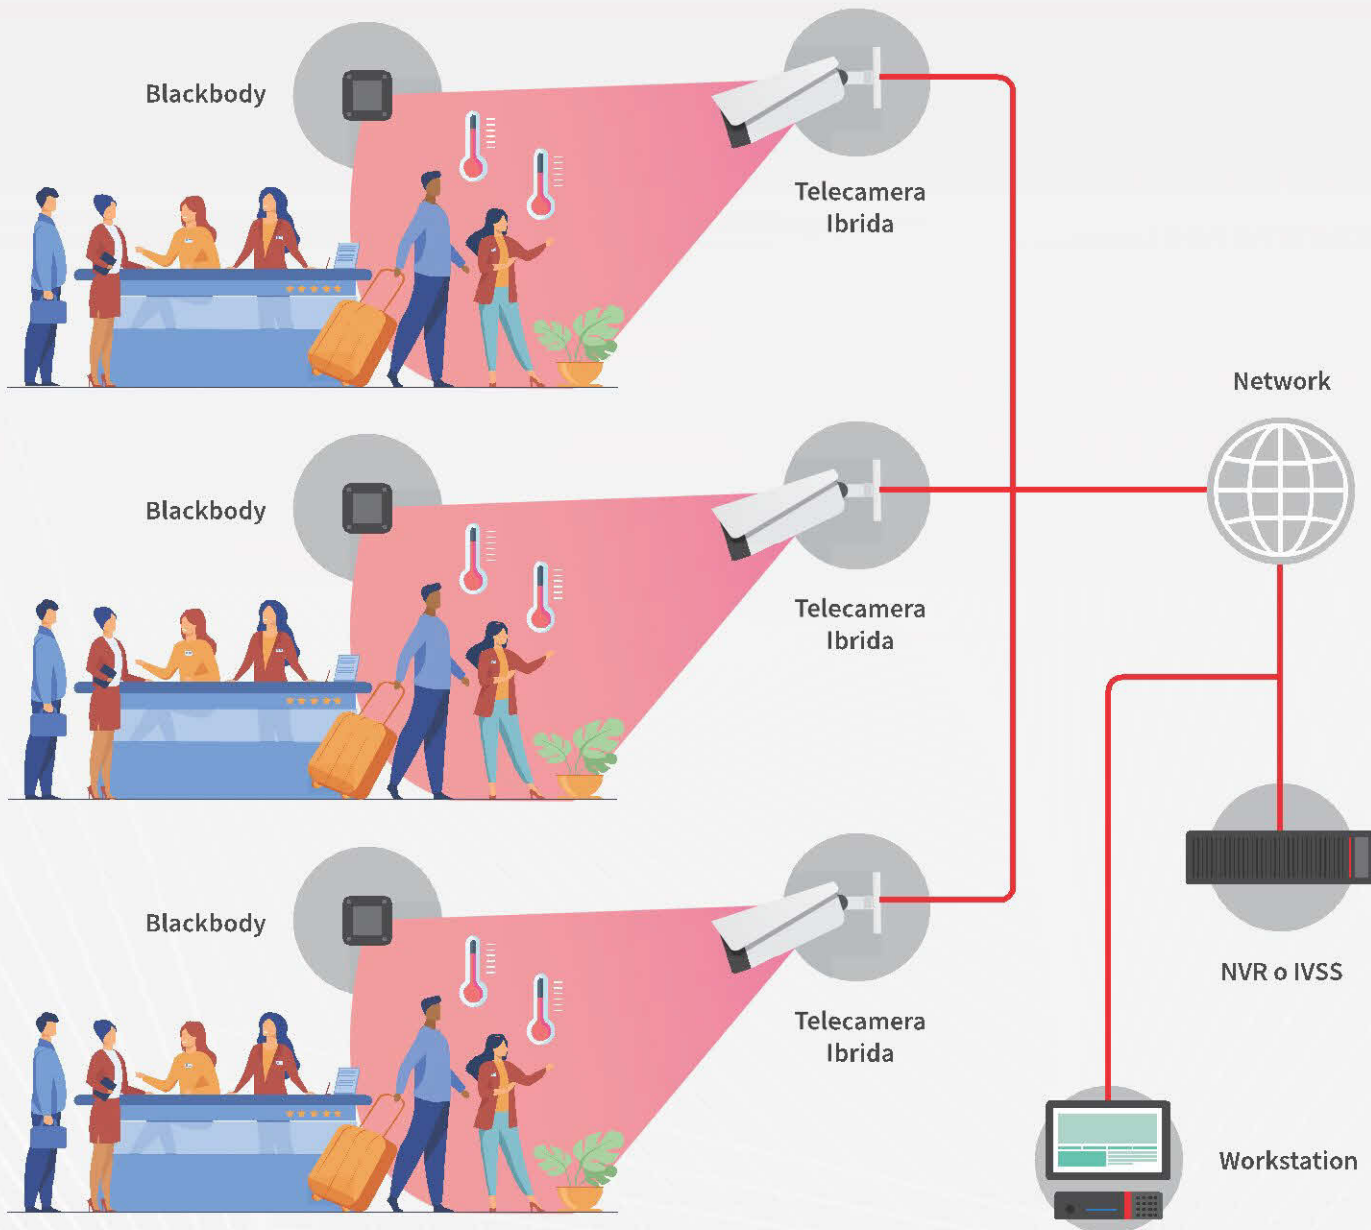 Blackbody
Telecamera
Ibrida
Network
Blackbody
Telecamera
Ibrida
Blackbody
NVR o IVSS
Telecamera
Ibrida
Workstation